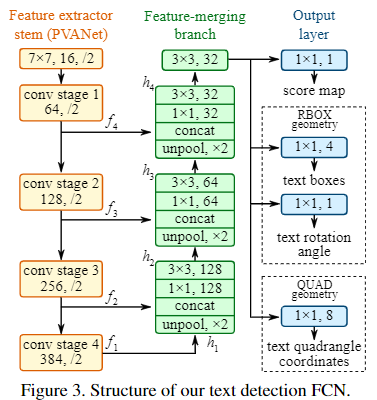 Feature extractor
stem (PVANet)
7×7, 16, /2
conv stage 1
64, /2
f4
conv stage 2
128, /2
f3
conv stage 3
256, /2
f2
conv stage 4
384, /2
f1
Feature-merging
branch
3×3, 32
h4
3×3, 32
1×1, 32
concat
unpool, ×2
h3
3×3, 64
1×1, 64
concat
unpool, ×2
h2
3×3, 128
1×1, 128
concat
unpool, ×2
h1
Output
layer
1×1, 1
score map
RBOX
geometry
1×1, 4
text boxes
1×1, 1
text rotation
angle
QUAD
geometry
1×1, 8
text quadrangle
coordinates
Figure 3. Structure of our text detection FCN.